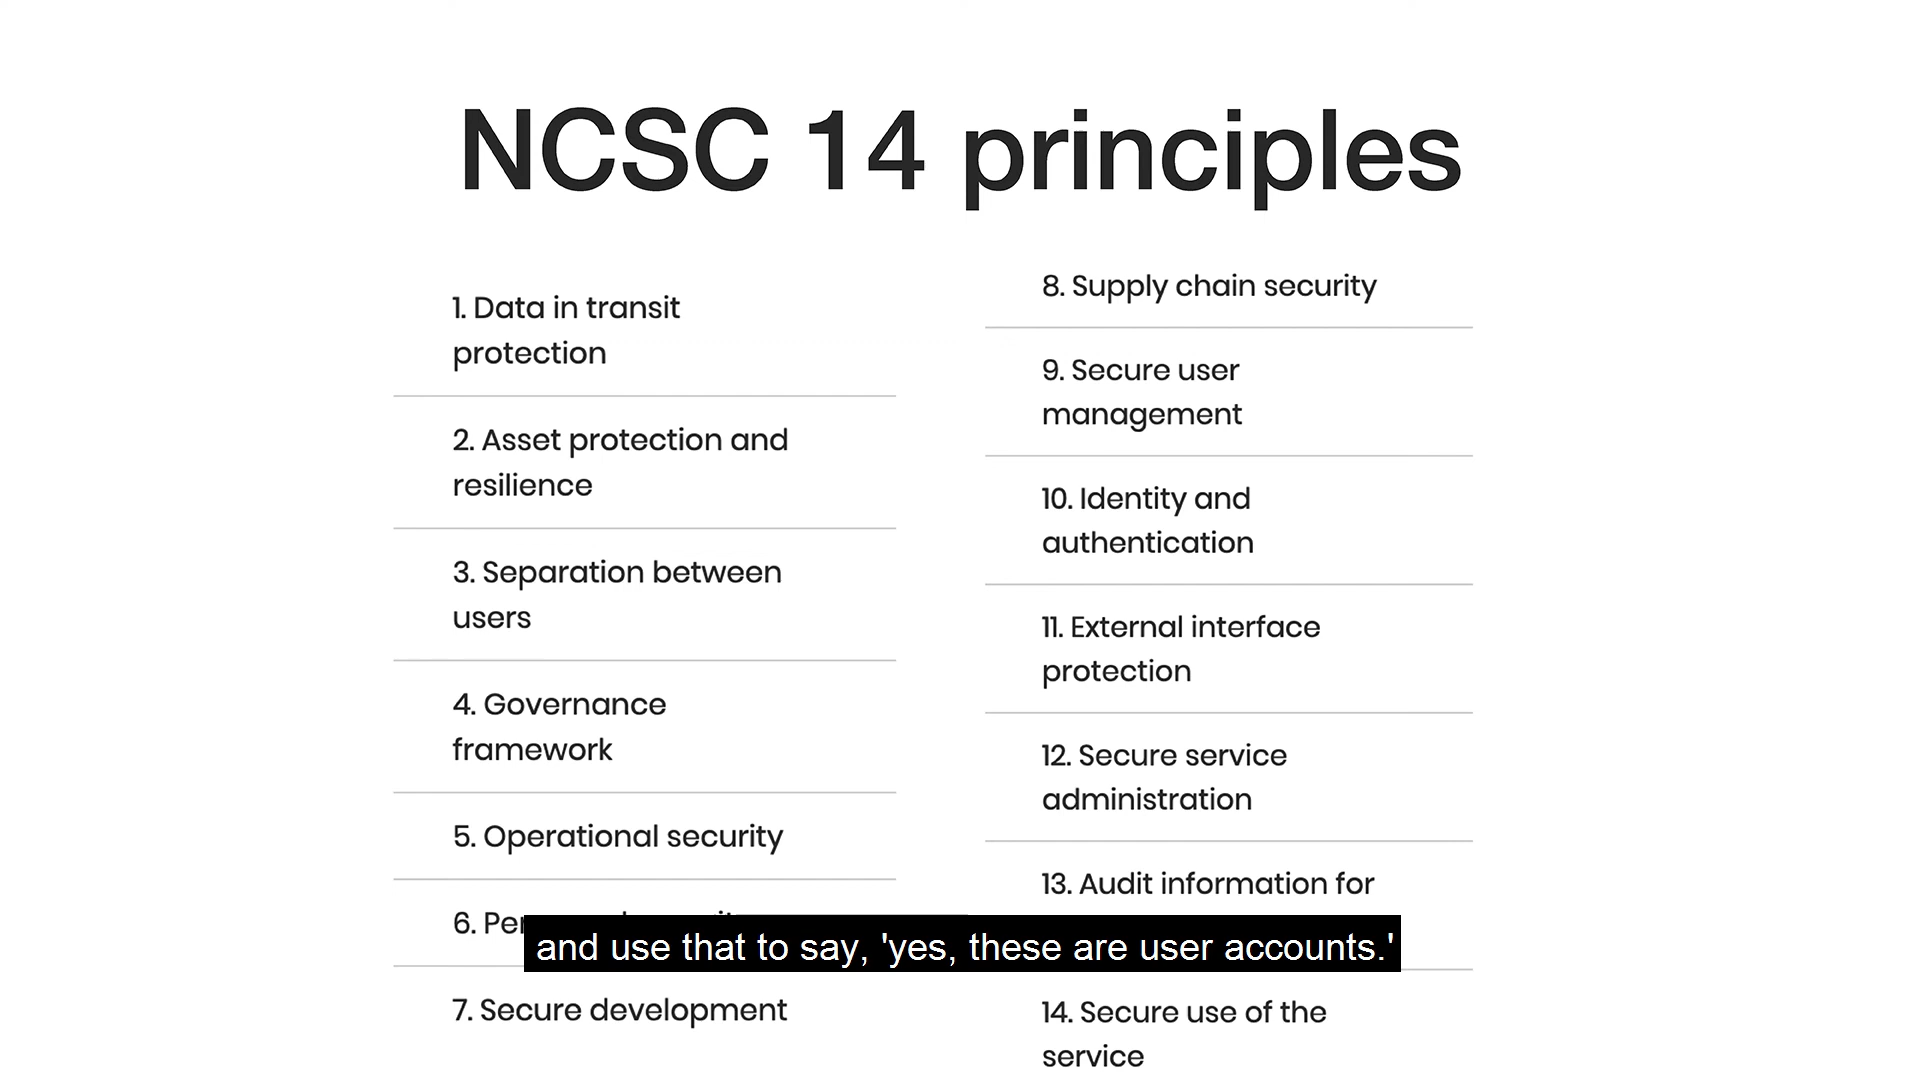 NCSC 14 principles
1. Data in transit
protection
2. Asset protection and
resilience
3. Separation between
users
4. Governance
framework
5. Operational security
6.
7. Secure development
8. Supply chain security
9. Secure user
management
10. Identity and
authentication
11. External interface
protection
12. Secure service
administration
13. Audit information for
14. Secure use of the
service
and use that to say, 'yes, these are user accounts.'